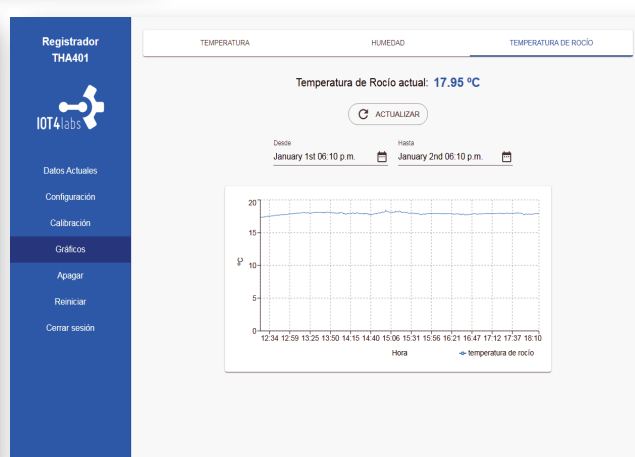 Registrador
THA401
IOT4labs
Datos Actuales
Configuración
Calibración
Gráficos
Apagar
Reiniciar
Cerrar sesión
TEMPERATURA HUMEDAD TEMPERATURA DE ROCÍO
Temperatura de Rocío actual: 17.95 ºC
ACTUALIZAR
Desde Hasta
January 1st 06:10 p.m. January 2nd 06:10 p.m.
20
15
ºC
10
5
0
12:34 12:59 13:25 13:50 14:15 14:40 15:06 15:31 15:56 16:21 16:47 17:12 17:37 18:10
Hora
temperatura de rocío